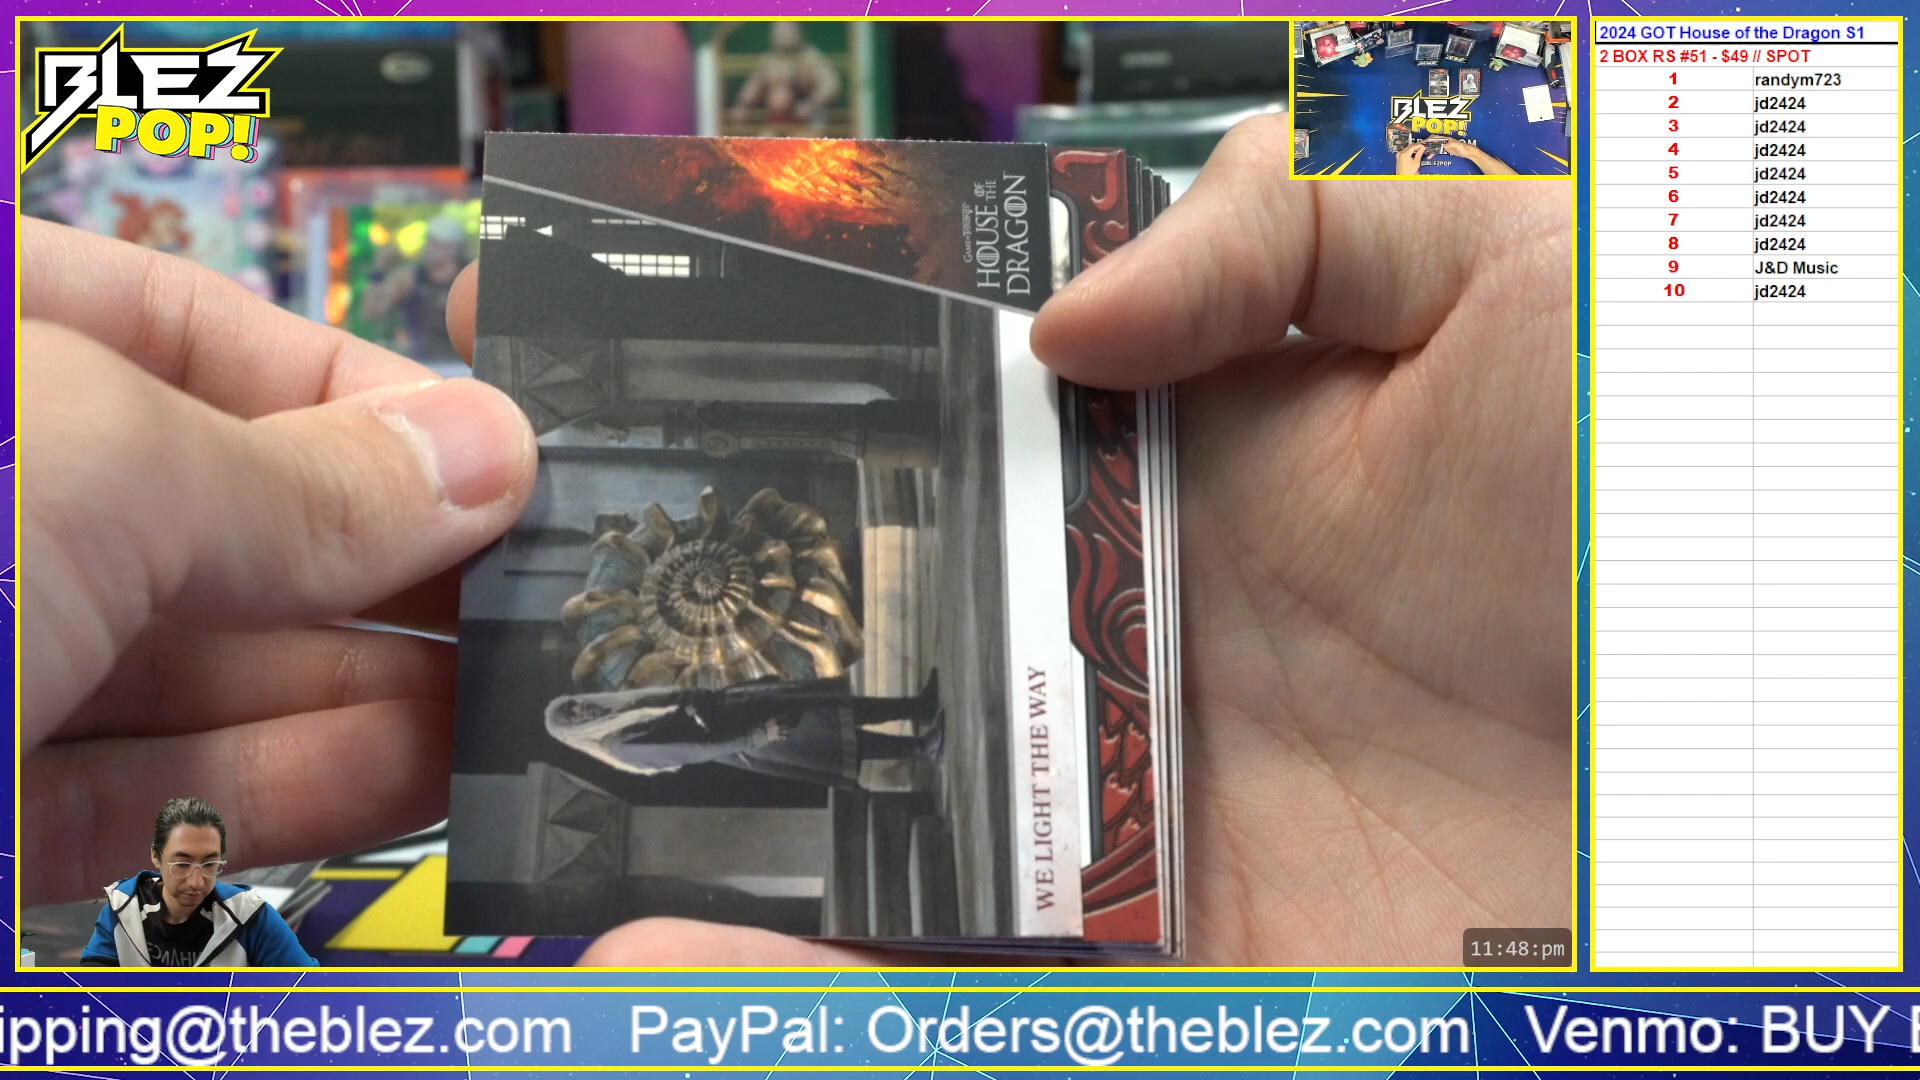 BLEZ
POP!
GAME OF THRONES
HOUSE OF THE
DRAGON
WE LIGHT THE WAY
BLEZ
POP!
@BLEZPOP
11:48:pm
2024 GOT House of the Dragon S1
2 BOX RS #51 - $49 // SPOT
1 randym723
2 jd2424
3 jd2424
4 jd2424
5 jd2424
6 jd2424
7 jd2424
8 jd2424
9 J&D Music
10 jd2424
ipping@theblez.com PayPal: Orders@theblez.com Venmo: BUY